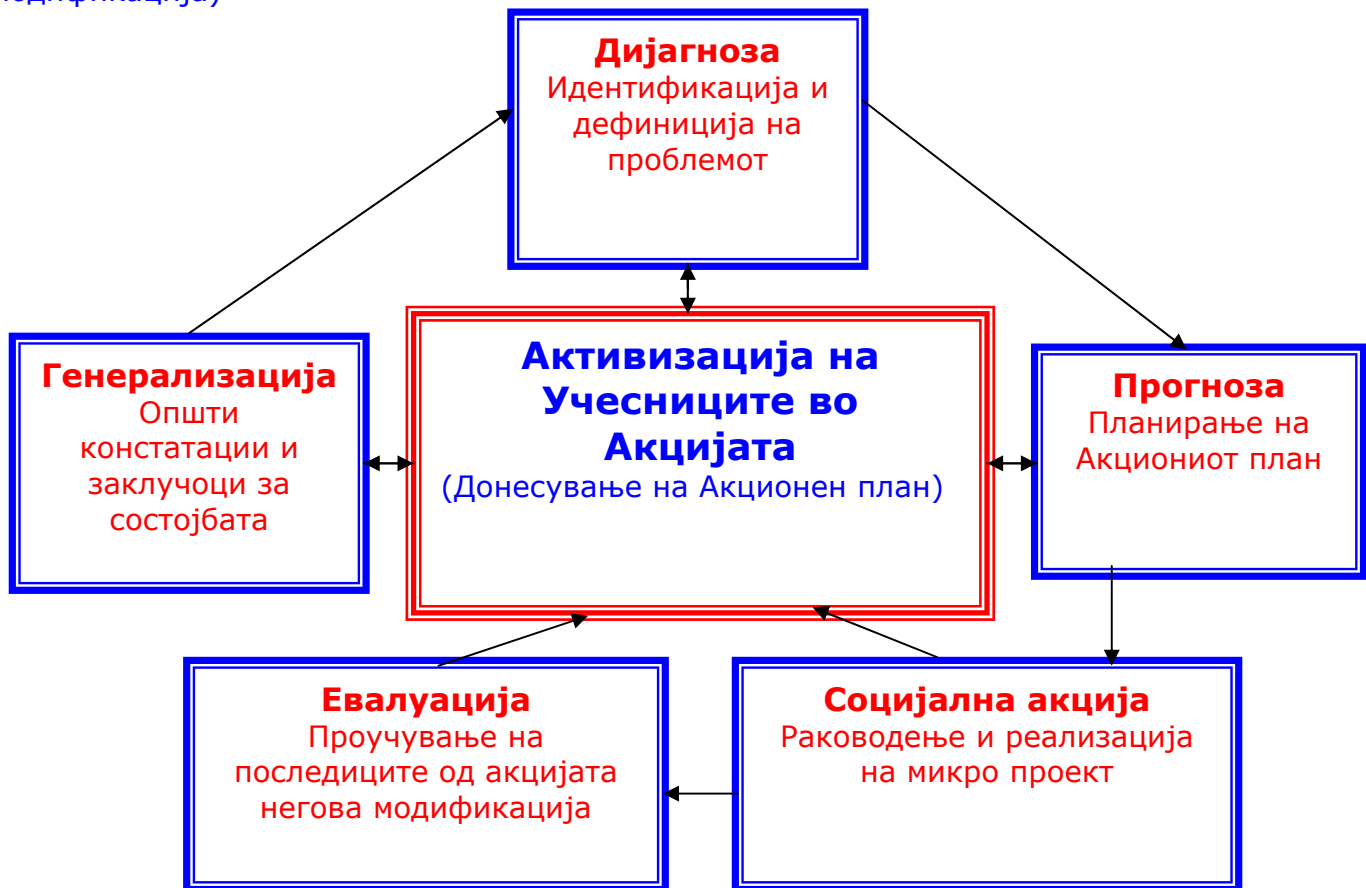 Дијагноза
Идентификација и
дефиниција на
проблемот
Генерализација
Општи
констатации и
заклучоци за
состојбата
Активизација на
Учесниците во
Акцијата
(Донесување на Акционен план)
Прогноза
Планирање на
Акциониот план
Евалуација
Проучување на
последиците од акцијата
негова модификација
Социјална акција
Раководење и реализација
на микро проект